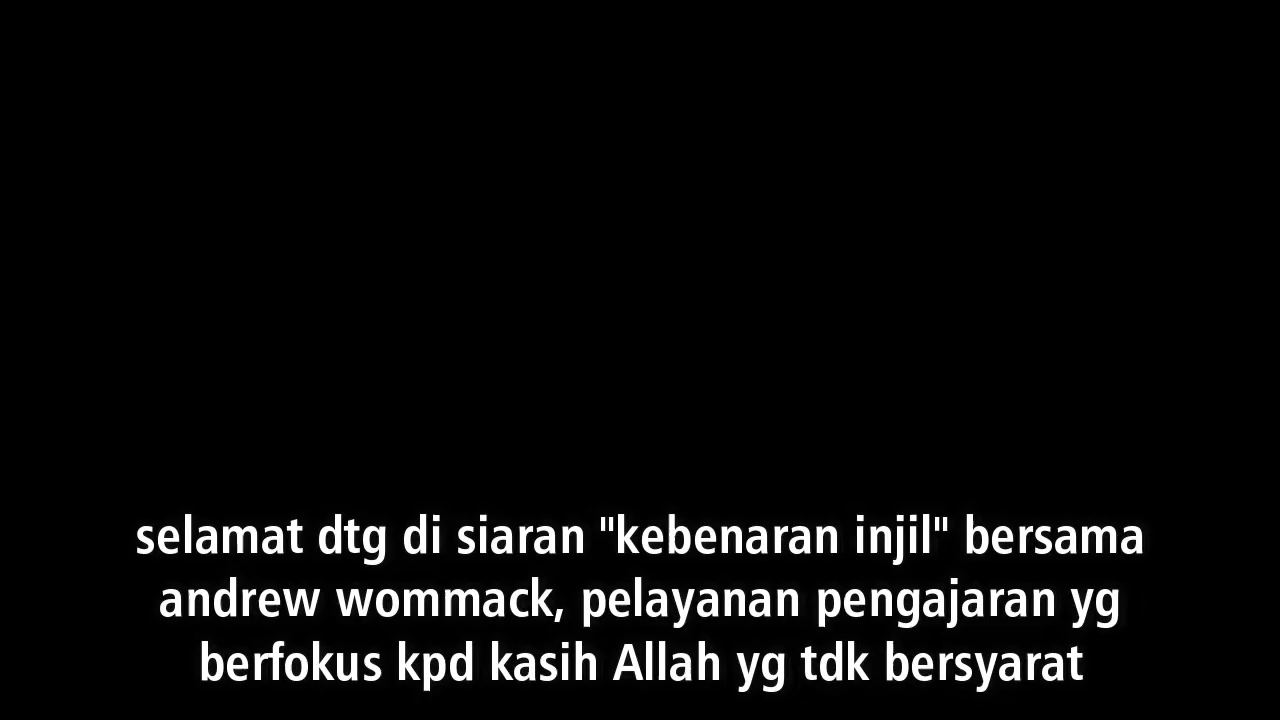 selamat dtg di siaran "kebenaran injil" bersama
andrew wommack, pelayanan pengajaran yg
berfokus kpd kasih Allah yg tdk bersyarat